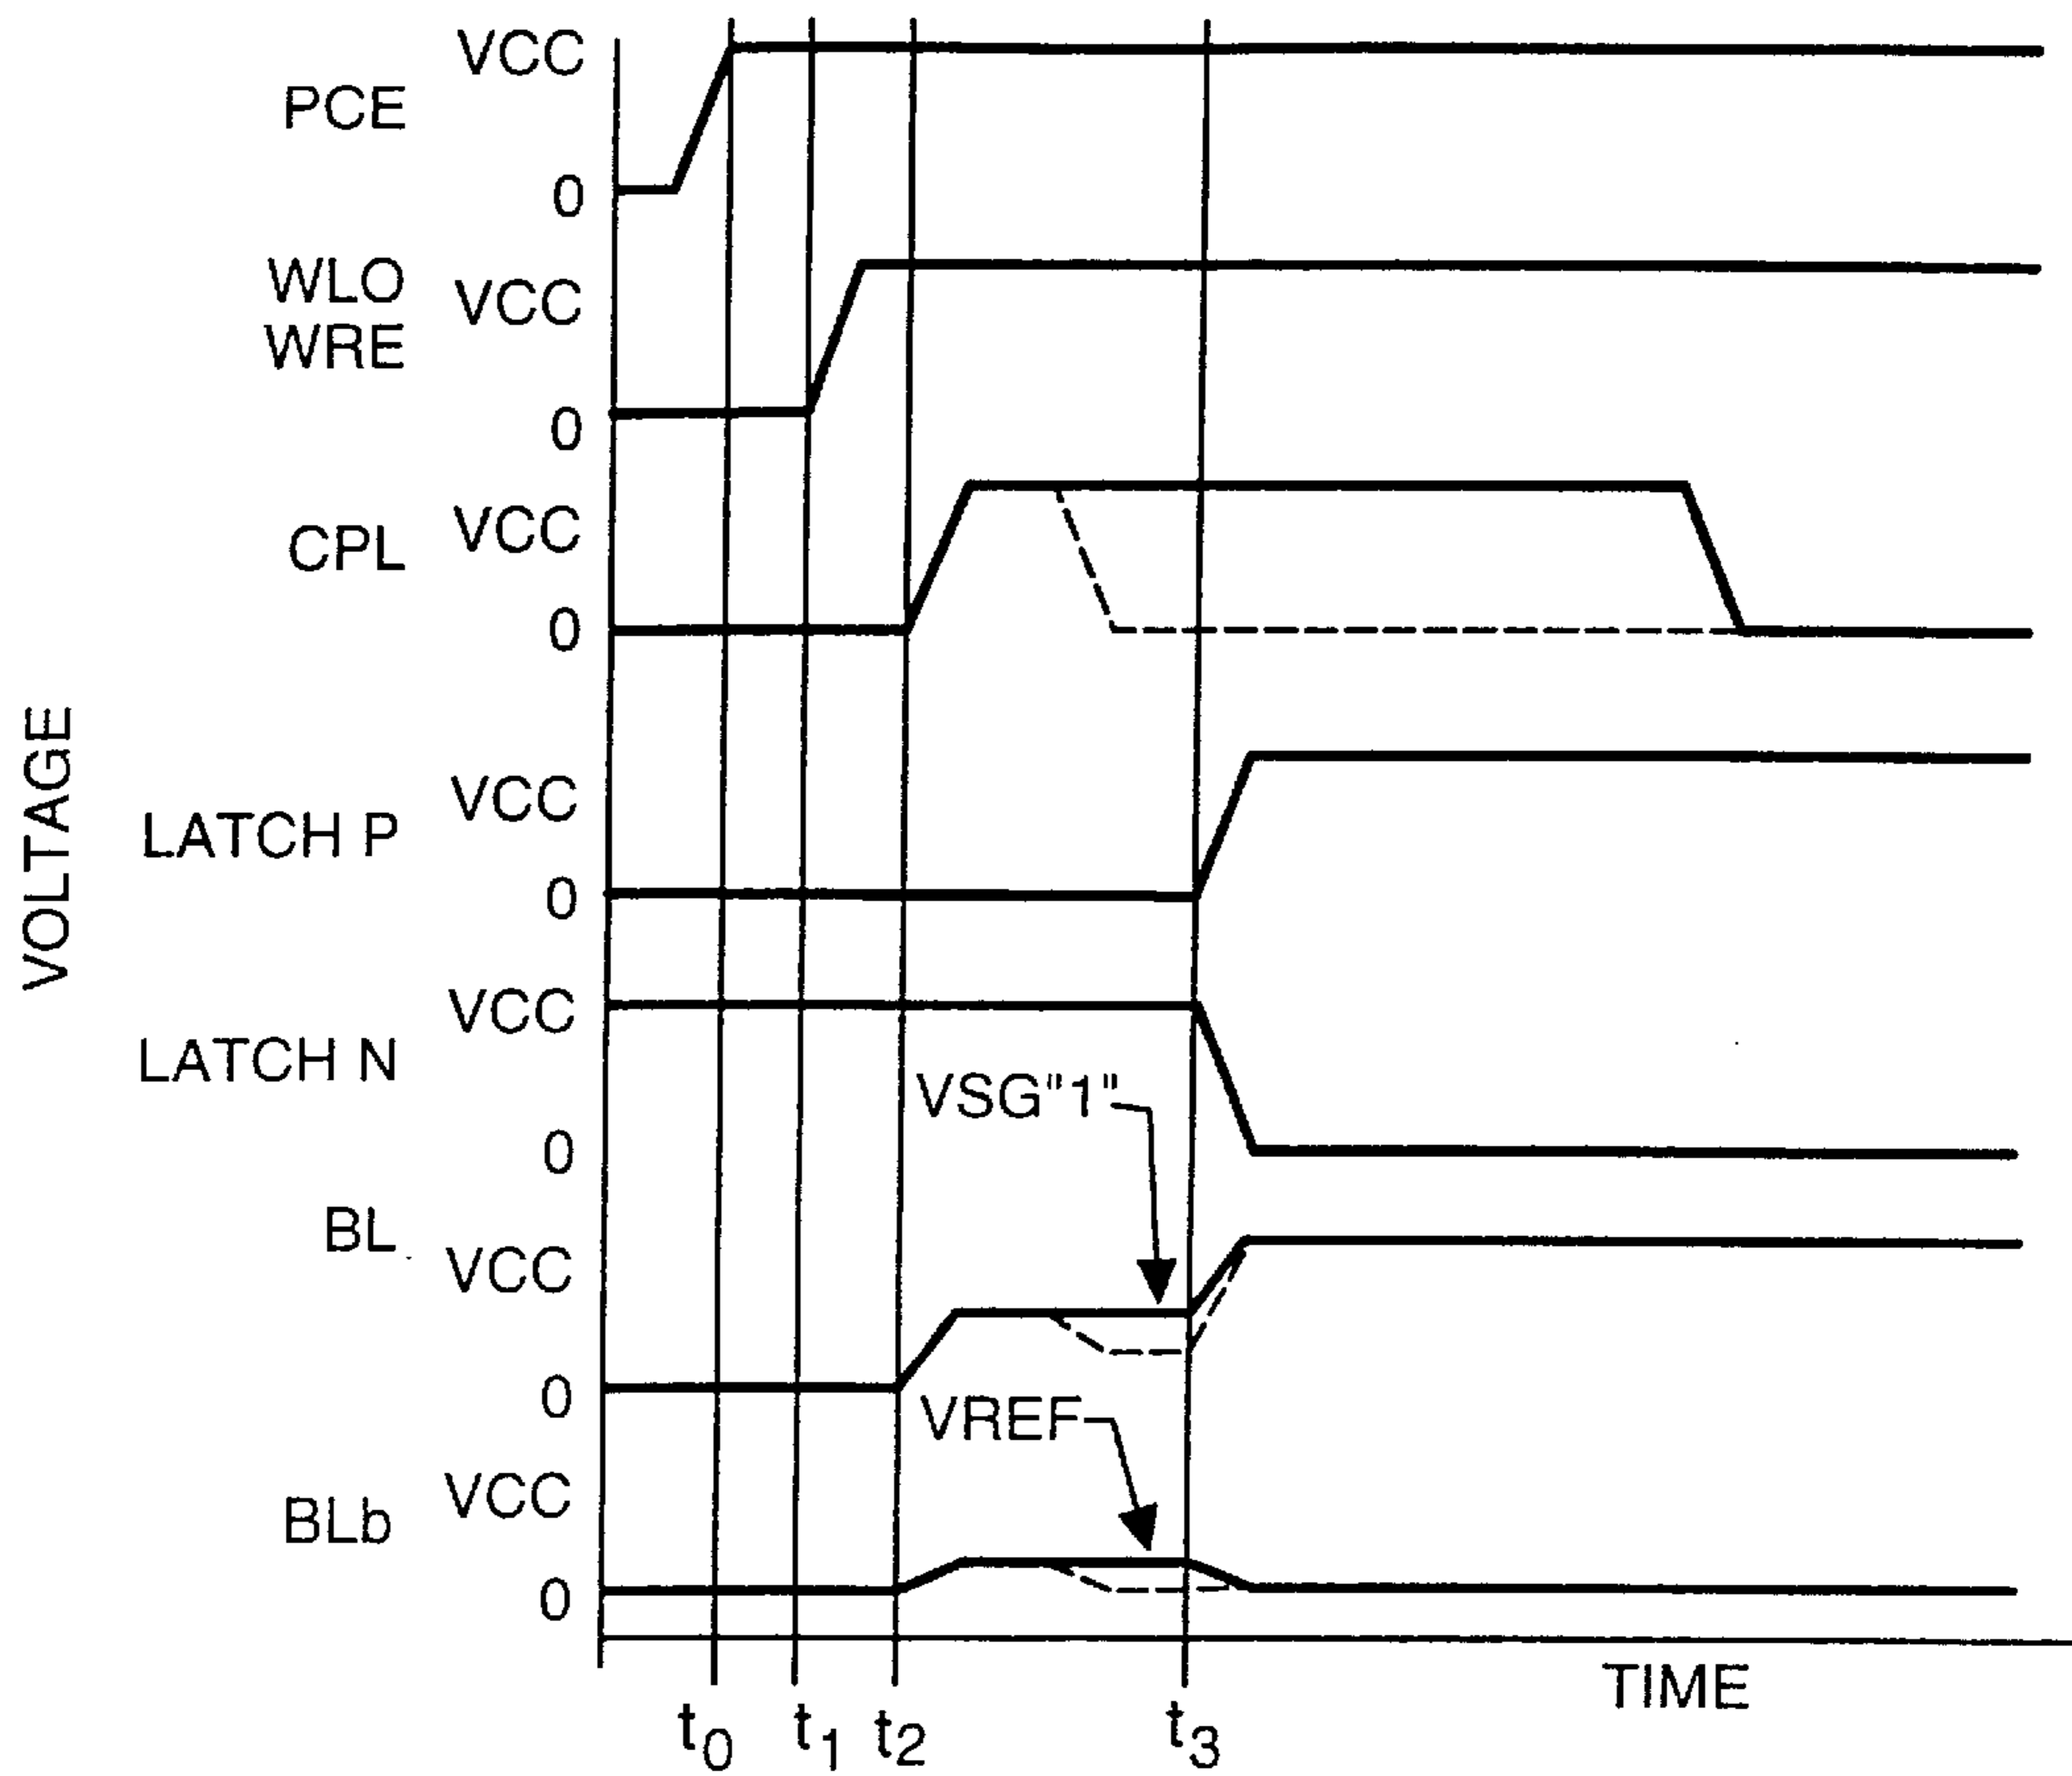 VCC
PCE
0
WLO
VCC
WRE
0
VCC
CPL
0
VOLTAGE
VCC
LATCH P
0
VCC
LATCH N
VSG"1"
0
BL
VCC
0
VREF
VCC
BLb
0
TIME
t0 t1 t2 t3